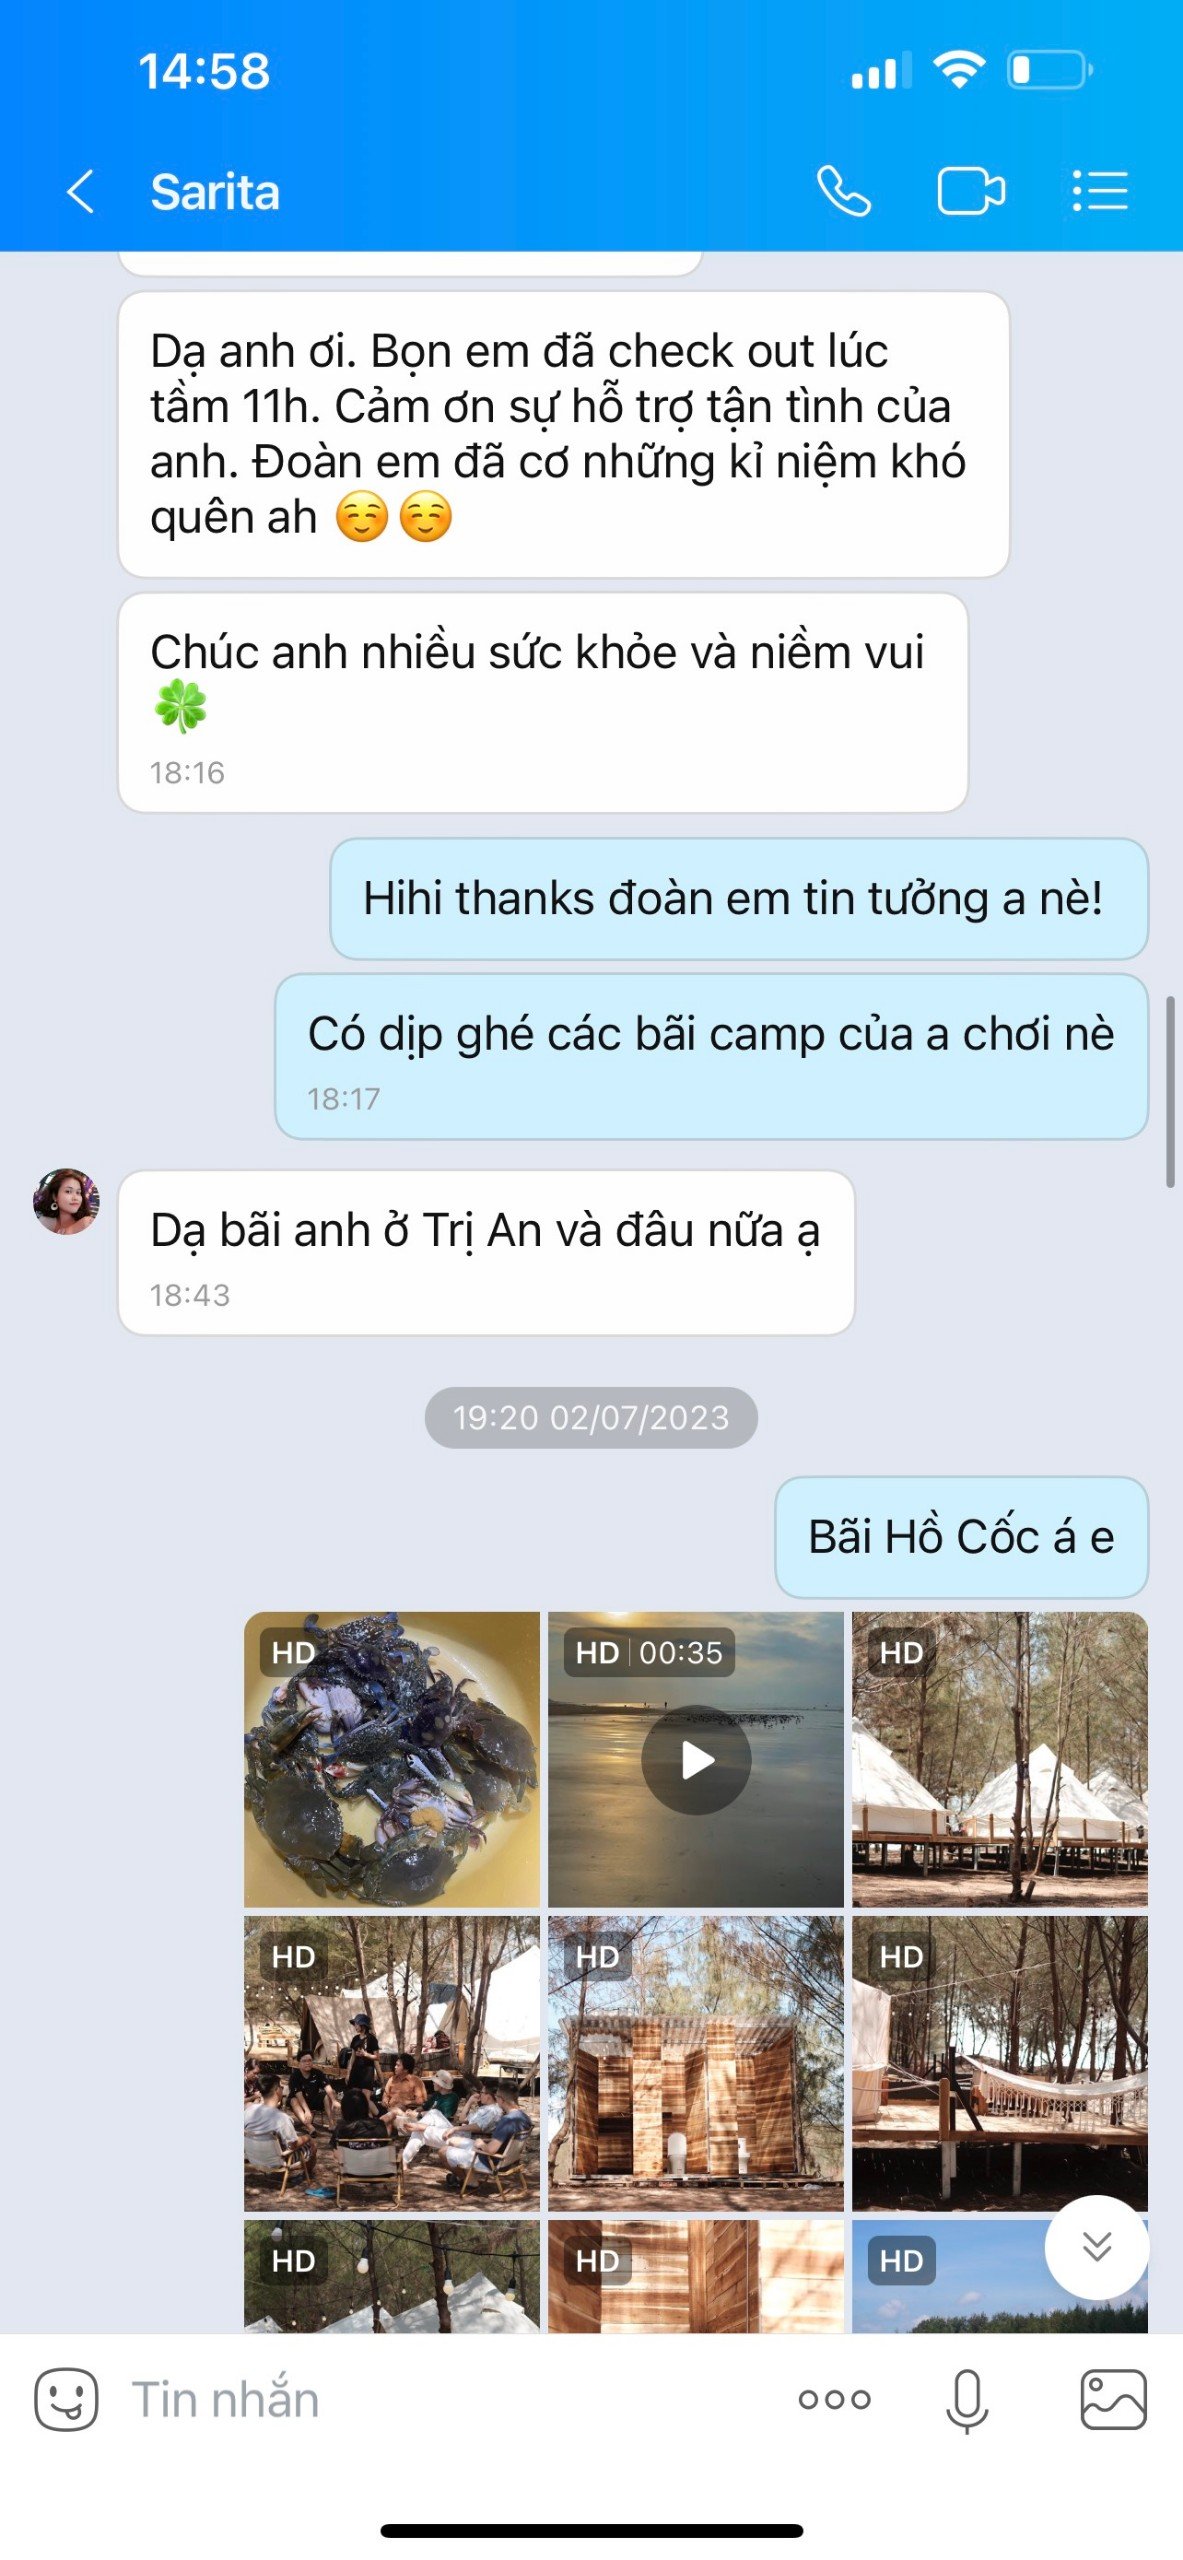 14:58
Sarita
Dạ anh ơi. Bọn em đã check out lúc
tầm 11h. Cảm ơn sự hỗ trợ tận tình của
anh. Đoàn em đã cơ những kỉ niệm khó
quên ah ☺️☺️
Chúc anh nhiều sức khỏe và niềm vui
🍀
18:16
Hihi thanks đoàn em tin tưởng a nè!
Có dịp ghé các bãi camp của a chơi nè
18:17
Dạ bãi anh ở Trị An và đâu nữa ạ
18:43
19:20 02/07/2023
Bãi Hồ Cốc á e
HD
HD 00:35
HD
HD
HD
HD
HD
HD
HD
Tin nhắn